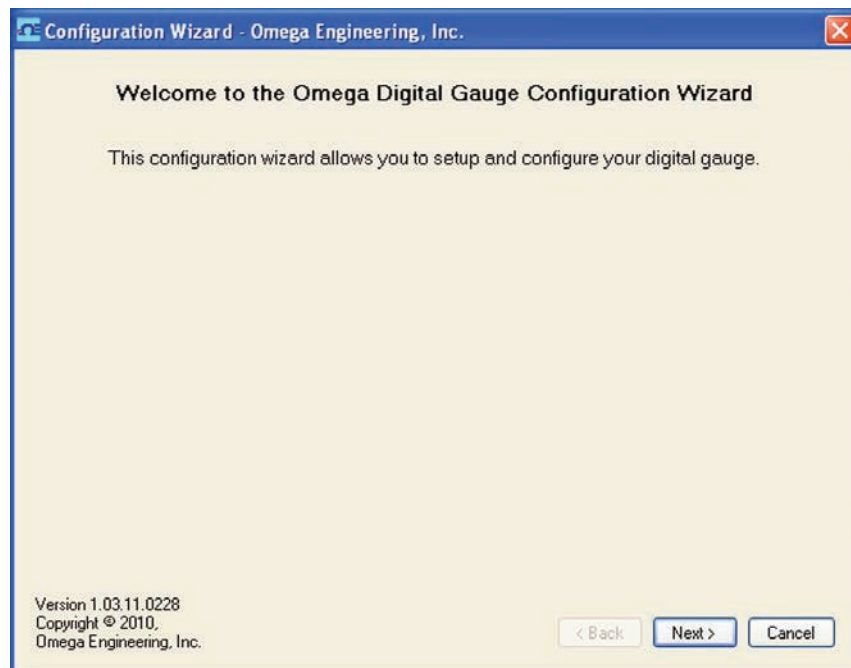 Configuration Wizard - Omega Engineering, Inc.
Welcome to the Omega Digital Gauge Configuration Wizard
This configuration wizard allows you to setup and configure your digital gauge.
Version 1.03.11.0228
Copyright © 2010,
Omega Engineering, Inc.
< Back Next > Cancel